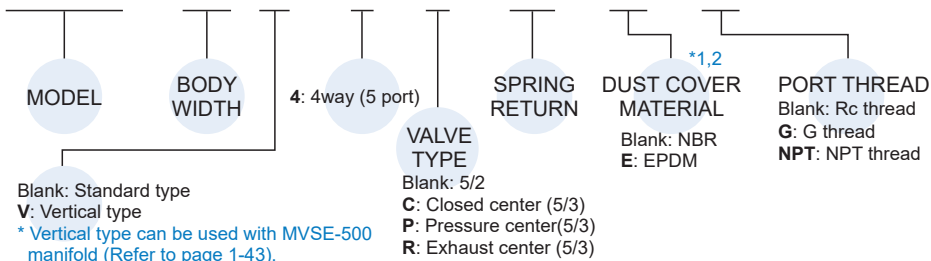 MODEL
BODY
WIDTH
4: 4way (5 port)
VALVE
TYPE
Blank: 5/2
C: Closed center (5/3)
P: Pressure center(5/3)
R: Exhaust center (5/3)
SPRING
RETURN
*1,2
DUST COVER
MATERIAL
Blank: NBR
E: EPDM
PORT THREAD
Blank: Rc thread
G: G thread
NPT: NPT thread
Blank: Standard type
V: Vertical type
* Vertical type can be used with MVSE-500
manifold (Refer to page 1-43).